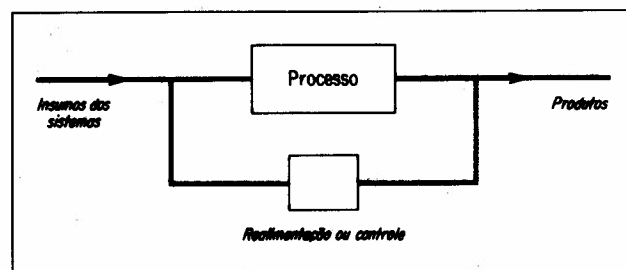 Processo
Insumos dos
sistemas
Produtos
Realimentação ou controle